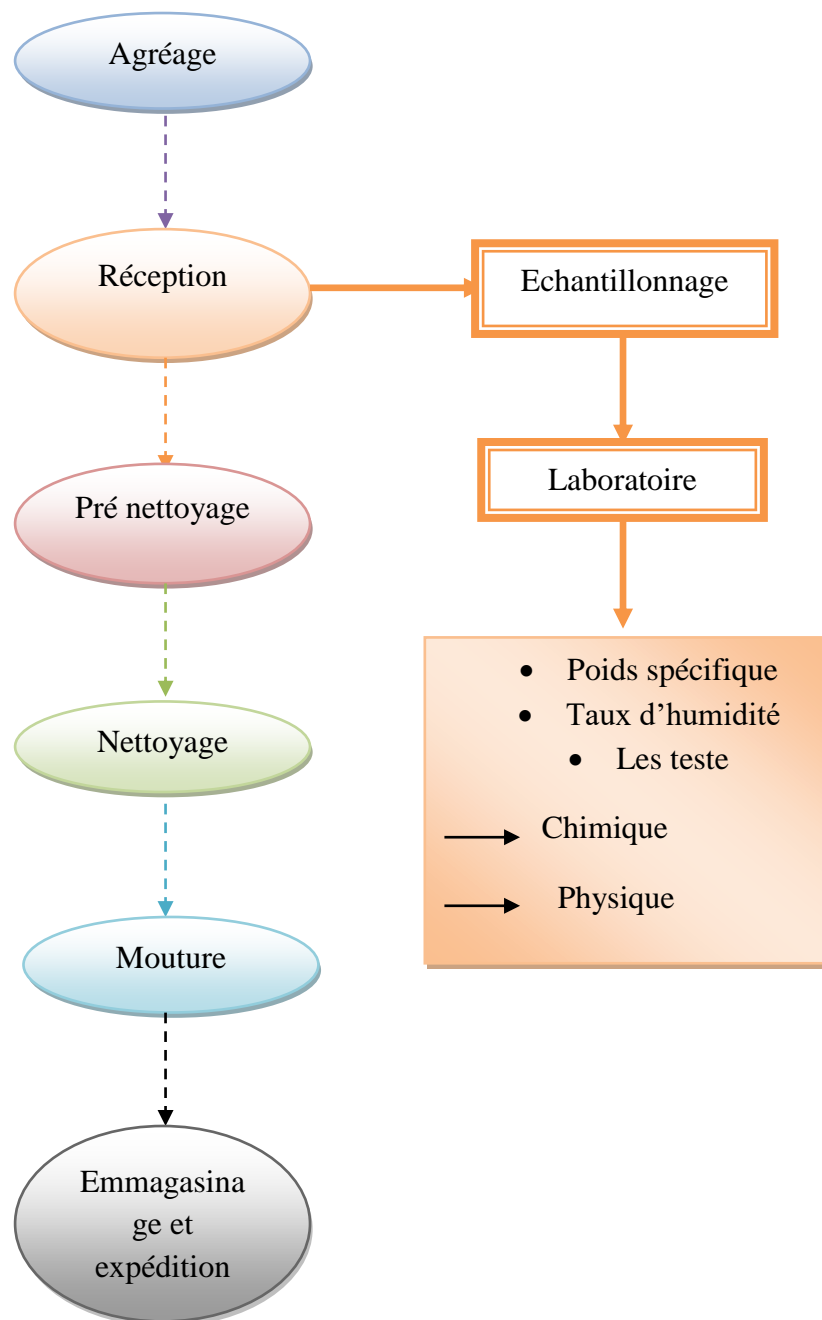 Agréage
Réception
Echantillonnage
Pré nettoyage
Laboratoire
• Poids spécifique
• Taux d’humidité
• Les teste
Chimique
Physique
Nettoyage
Mouture
Emmagasina
ge et
expédition